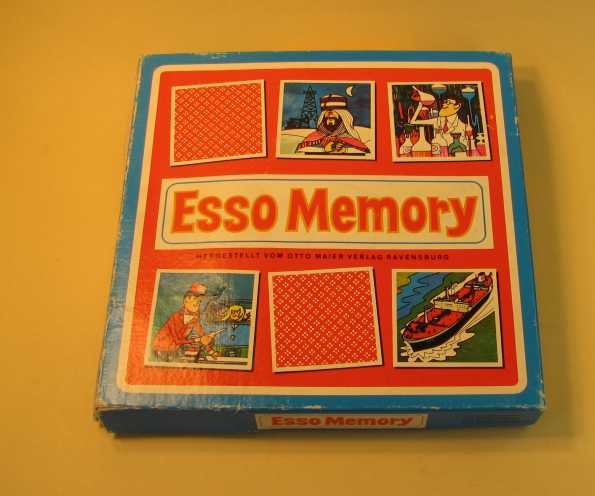 Esso Memory
HERGESTELLT VOM OTTO MAIER VERLAG RAVENSBURG
Esso Memory